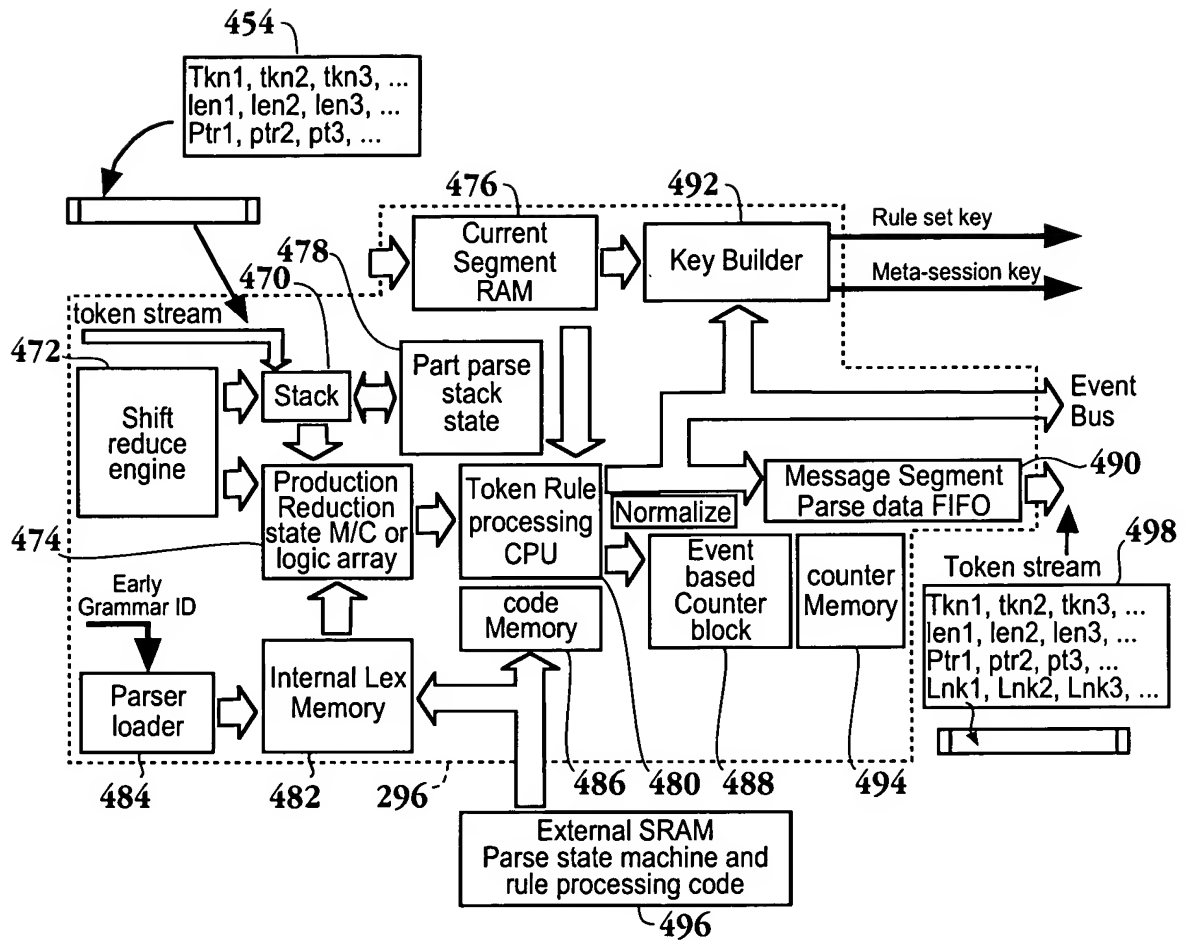 454
Tkn1, tkn2, tkn3, ...
len1, len2, len3, ...
Ptr1, ptr2, pt3, ...
476
492
Current
Segment
RAM
Key Builder
Rule set key
Meta-session key
478
470
token stream
472
Shift
reduce
engine
Stack
Part parse
stack
state
Event
Bus
Production
Reduction
state M/C or
logic array
474
Token Rule
processing
CPU
Normalize
Message Segment
Parse data FIFO
490
498
Early
Grammar ID
code
Memory
Event
based
Counter
block
counter
Memory
Token stream
Tkn1, tkn2, tkn3, ...
len1, len2, len3, ...
Ptr1, ptr2, pt3, ...
Lnk1, Lnk2, Lnk3, ...
Parser
loader
Internal Lex
Memory
484
482
296
486
480
488
494
External SRAM
Parse state machine and
rule processing code
496